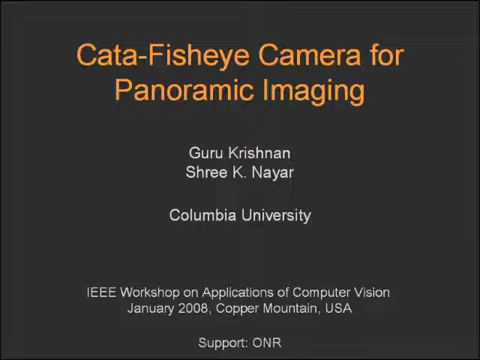 Cata-Fisheye Camera for
Panoramic Imaging
Guru Krishnan
Shree K. Nayar
Columbia University
IEEE Workshop on Applications of Computer Vision
January 2008, Copper Mountain, USA
Support: ONR